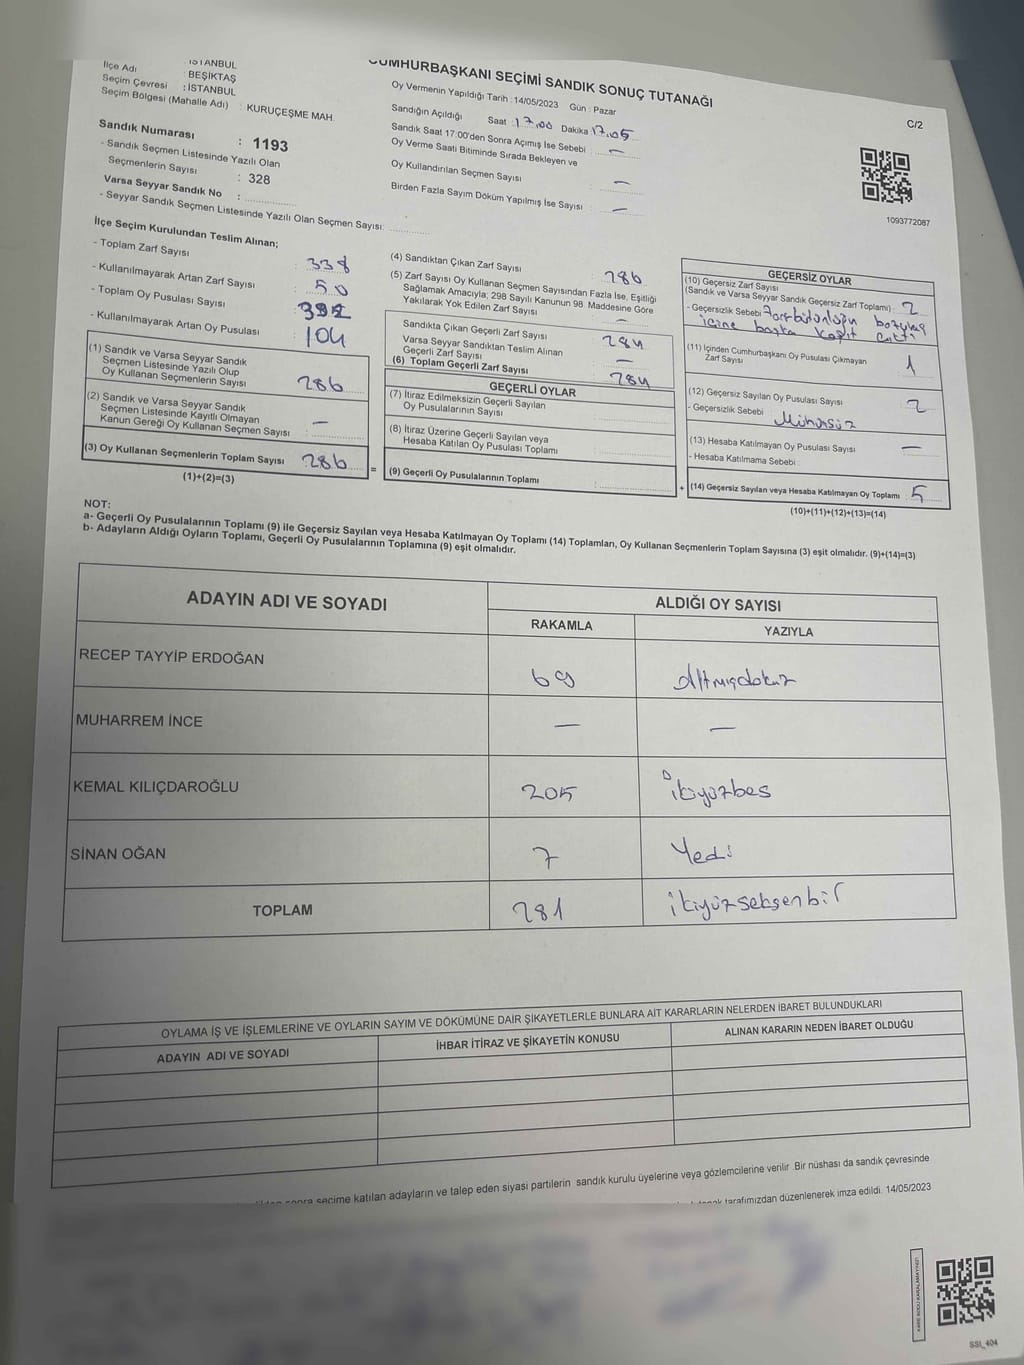 İSTANBUL
İlçe Adı : BEŞİKTAŞ
Seçim Çevresi : İSTANBUL
Seçim Bölgesi (Mahalle Adı) : KURUÇEŞME MAH.
Sandık Numarası : 1193
- Sandık Seçmen Listesinde Yazılı Olan
Seçmenlerin Sayısı : 328
Varsa Seyyar Sandık No :
- Seyyar Sandık Seçmen Listesinde Yazılı Olan Seçmen Sayısı:
CUMHURBAŞKANI SEÇİMİ SANDIK SONUÇ TUTANAĞI
Oy Vermenin Yapıldığı Tarih : 14/05/2023 Gün : Pazar
Sandığın Açıldığı Saat 17.00 Dakika 17.05
Sandık Saat 17:00'den Sonra Açımış İse Sebebi : —
Oy Verme Saati Bitiminde Sırada Bekleyen ve
Oy Kullandırılan Seçmen Sayısı : —
Birden Fazla Sayım Döküm Yapılmış İse Sayısı : —
C/2
1093772087
İlçe Seçim Kurulundan Teslim Alınan;
- Toplam Zarf Sayısı : 338
- Kullanılmayarak Artan Zarf Sayısı : 50
- Toplam Oy Pusulası Sayısı :
- Kullanılmayarak Artan Oy Pusulası : 104
(1) Sandık ve Varsa Seyyar Sandık
Seçmen Listesinde Yazılı Olup
Oy Kullanan Seçmenlerin Sayısı : 286
(2) Sandık ve Varsa Seyyar Sandık
Seçmen Listesinde Kayıtlı Olmayan
Kanun Gereği Oy Kullanan Seçmen Sayısı : —
(3) Oy Kullanan Seçmenlerin Toplam Sayısı : 286
(1)+(2)=(3)
=
(4) Sandıktan Çıkan Zarf Sayısı : 286
(5) Zarf Sayısı Oy Kullanan Seçmen Sayısından Fazla İse, Eşitliği
Sağlamak Amacıyla; 298 Sayılı Kanunun 98. Maddesine Göre
Yakılarak Yok Edilen Zarf Sayısı : —
Sandıkta Çıkan Geçerli Zarf Sayısı : 284
Varsa Seyyar Sandıktan Teslim Alınan
Geçerli Zarf Sayısı : —
(6) Toplam Geçerli Zarf Sayısı : 284
GEÇERLİ OYLAR
(7) İtiraz Edilmeksizin Geçerli Sayılan
Oy Pusulalarının Sayısı :
(8) İtiraz Üzerine Geçerli Sayılan veya
Hesaba Katılan Oy Pusulası Toplamı :
(9) Geçerli Oy Pusulalarının Toplamı :
+
GEÇERSİZ OYLAR
(10) Geçersiz Zarf Sayısı
(Sandık ve Varsa Seyyar Sandık Geçersiz Zarf Toplamı) : 2
- Geçersizlik Sebebi : Zarf bütünlüğü bozulmuş
içine başka kağıt çıktı
(11) İçinden Cumhurbaşkanı Oy Pusulası Çıkmayan
Zarf Sayısı : 1
(12) Geçersiz Sayılan Oy Pusulası Sayısı : 2
- Geçersizlik Sebebi : Mühürsüz
(13) Hesaba Katılmayan Oy Pusulası Sayısı : —
- Hesaba Katılmama Sebebi :
(14) Geçersiz Sayılan veya Hesaba Katılmayan Oy Toplamı : 5
(10)+(11)+(12)+(13)=(14)
NOT:
a- Geçerli Oy Pusulalarının Toplamı (9) ile Geçersiz Sayılan veya Hesaba Katılmayan Oy Toplamı (14) Toplamları, Oy Kullanan Seçmenlerin Toplam Sayısına (3) eşit olmalıdır. (9)+(14)=(3)
b- Adayların Aldığı Oyların Toplamı, Geçerli Oy Pusulalarının Toplamına (9) eşit olmalıdır.
ADAYIN ADI VE SOYADI ALDIĞI OY SAYISI
RAKAMLA YAZIYLA
RECEP TAYYİP ERDOĞAN 69 Altmışdokuz
MUHARREM İNCE — —
KEMAL KILIÇDAROĞLU 205 ikiyüzbeş
SİNAN OĞAN 7 Yedi
TOPLAM 281 ikiyüzseksenbir
OYLAMA İŞ VE İŞLEMLERİNE VE OYLARIN SAYIM VE DÖKÜMÜNE DAİR ŞİKAYETLERLE BUNLARA AİT KARARLARIN NELERDEN İBARET BULUNDUKLARI
ADAYIN ADI VE SOYADI İHBAR İTİRAZ VE ŞİKAYETİN KONUSU ALINAN KARARIN NEDEN İBARET OLDUĞU
sonra seçime katılan adayların ve talep eden siyasi partilerin sandık kurulu üyelerine veya gözlemcilerine verilir. Bir nüshası da sandık çevresinde
tarafımızdan düzenlenerek imza edildi. 14/05/2023
KARE KODU KARALAMAYINIZ!
SSI_404